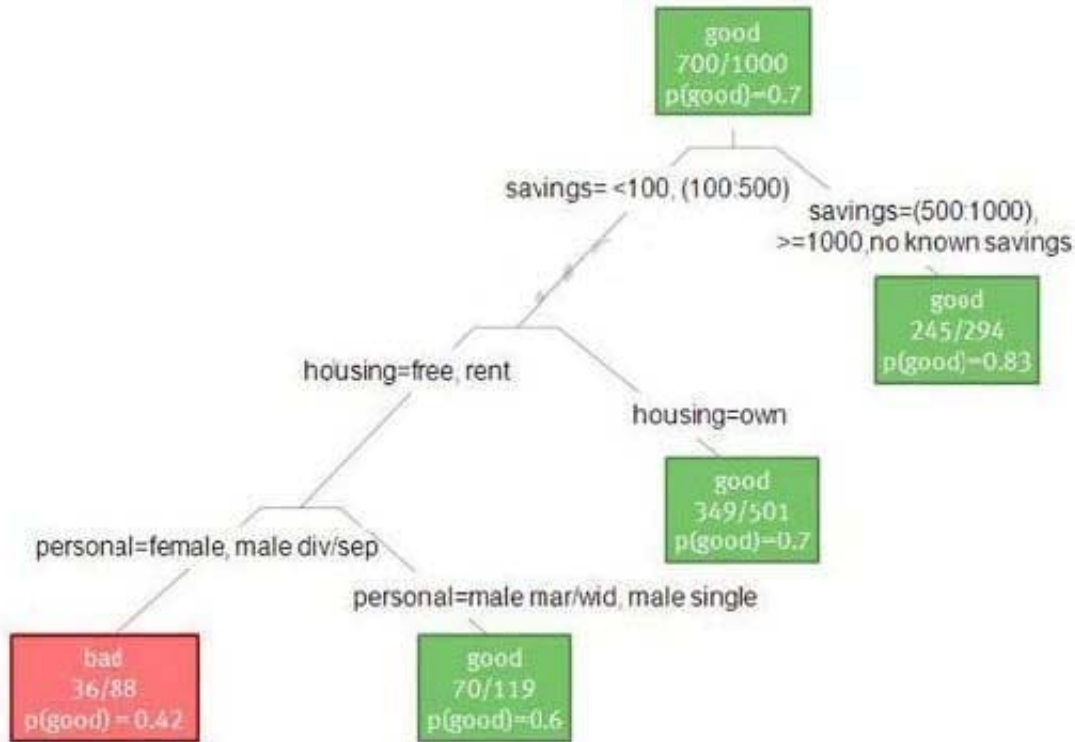 good
700/1000
p(good)=0.7
savings= <100, (100:500)
savings=(500:1000),
>=1000,no known savings
good
245/294
p(good)=0.83
housing=free, rent
housing=own
good
349/501
p(good)=0.7
personal=female, male div/sep
personal=male mar/wid, male single
bad
36/88
p(good) = 0.42
good
70/119
p(good)=0.6